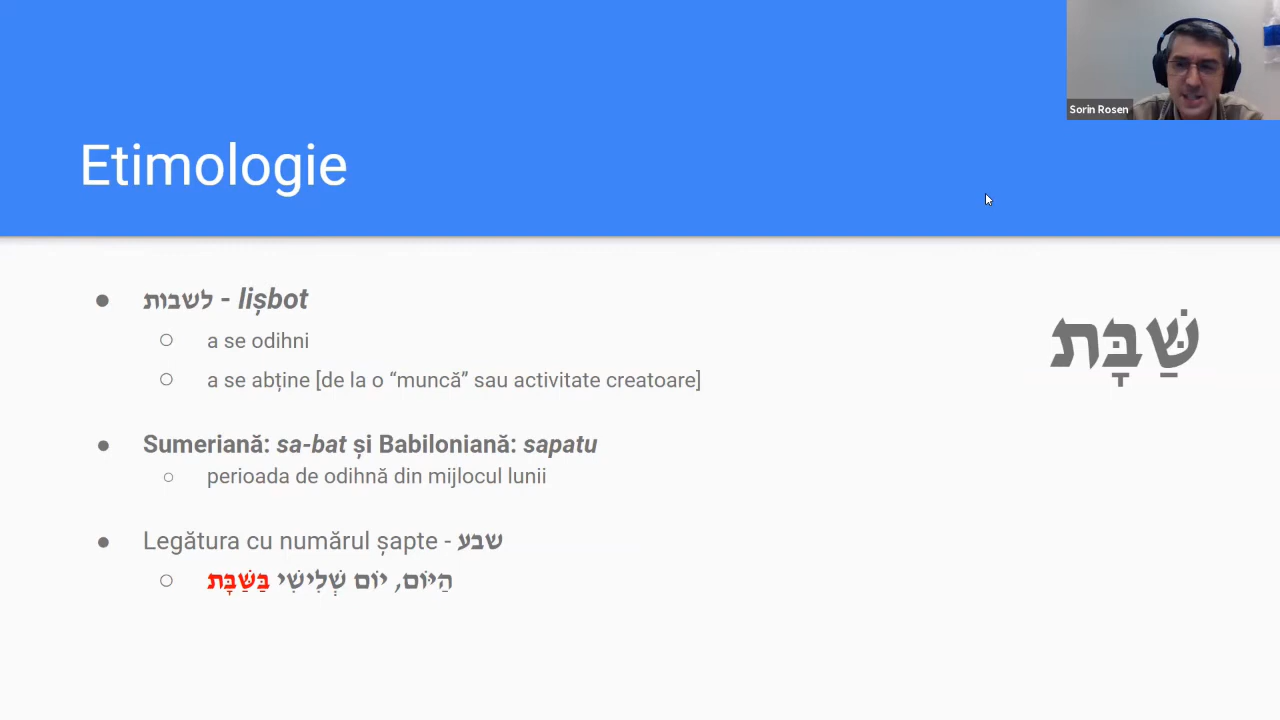 Sorin Rosen
Etimologie
לשבות - lișbot
a se odihni
a se abține [de la o “muncă” sau activitate creatoare]
שַׁבָּת
Sumeriană: sa-bat și Babiloniană: sapatu
perioada de odihnă din mijlocul lunii
Legătura cu numărul șapte - שבע
הַיּוֹם, יוֹם שְׁלִישִׁי בַּשַּׁבָּת